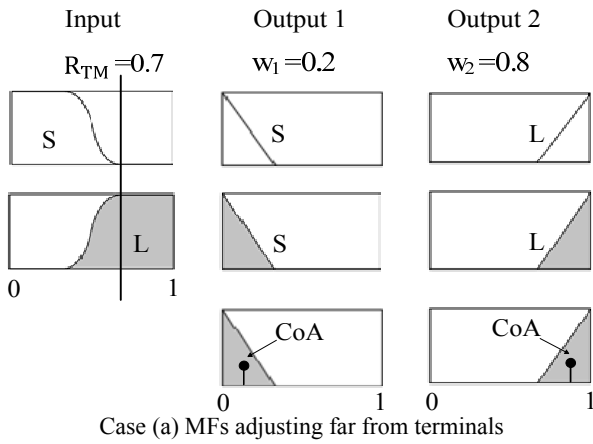 Input Output 1 Output 2
R_TM=0.7 w₁=0.2 w₂=0.8
S S L
L S L
0 1
CoA CoA
0 1 0 1
Case (a) MFs adjusting far from terminals